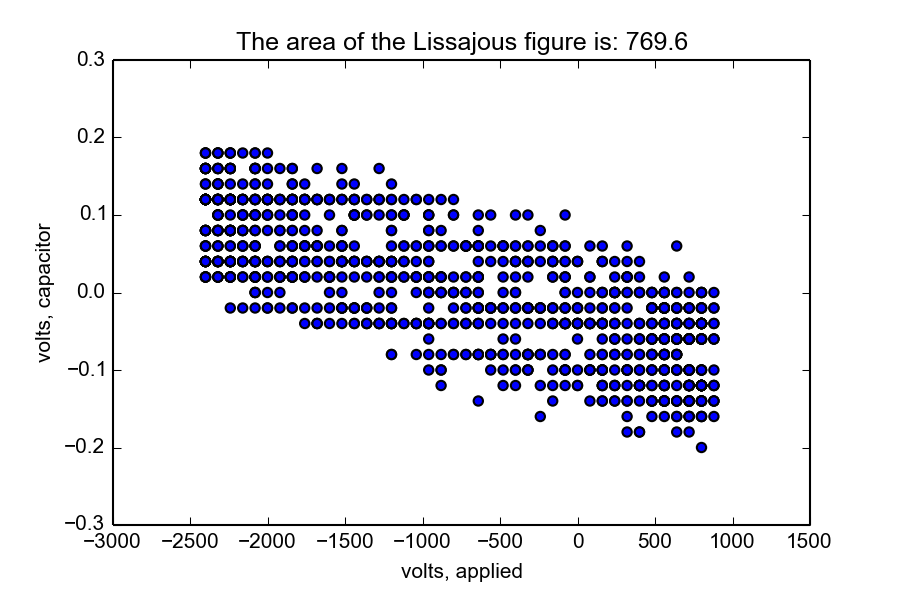 The area of the Lissajous figure is: 769.6
0.3
0.2
0.1
0.0
−0.1
−0.2
−0.3
−3000 −2500 −2000 −1500 −1000 −500 0 500 1000 1500
volts, capacitor
volts, applied